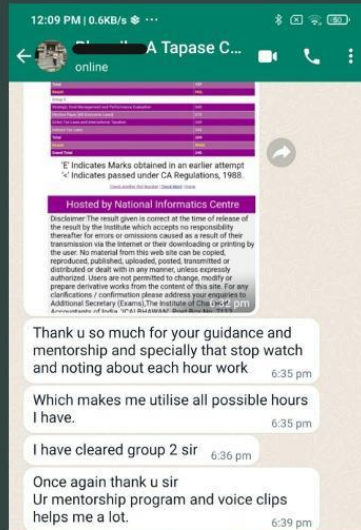 12:09 PM | 0.6KB/s
A Tapase C...
online
Result
Grand Total
'E' Indicates Marks obtained in an earlier attempt
'<' Indicates passed under CA Regulations, 1988.
Hosted by National Informatics Centre
Disclaimer:The result given is correct at the time of release of
the result by the Institute which accepts no responsibility
thereafter for errors or omissions caused as a result of their
transmission via the Internet or their downloading or printing by
the user. No material from this web site can be copied,
reproduced, published, uploaded, posted, transmitted or
distributed or dealt with in any manner, unless expressly
authorized. Users are not permitted to change, modify or
prepare derivative works from the content of this site. For any
clarifications / confirmation please address your enquiries to
Additional Secretary (Exams),The Institute of
6:32 pm
Thank u so much for your guidance and
mentorship and specially that stop watch
and noting about each hour work 6:35 pm
Which makes me utilise all possible hours
I have. 6:35 pm
I have cleared group 2 sir 6:36 pm
Once again thank u sir
Ur mentorship program and voice clips
helps me a lot. 6:39 pm